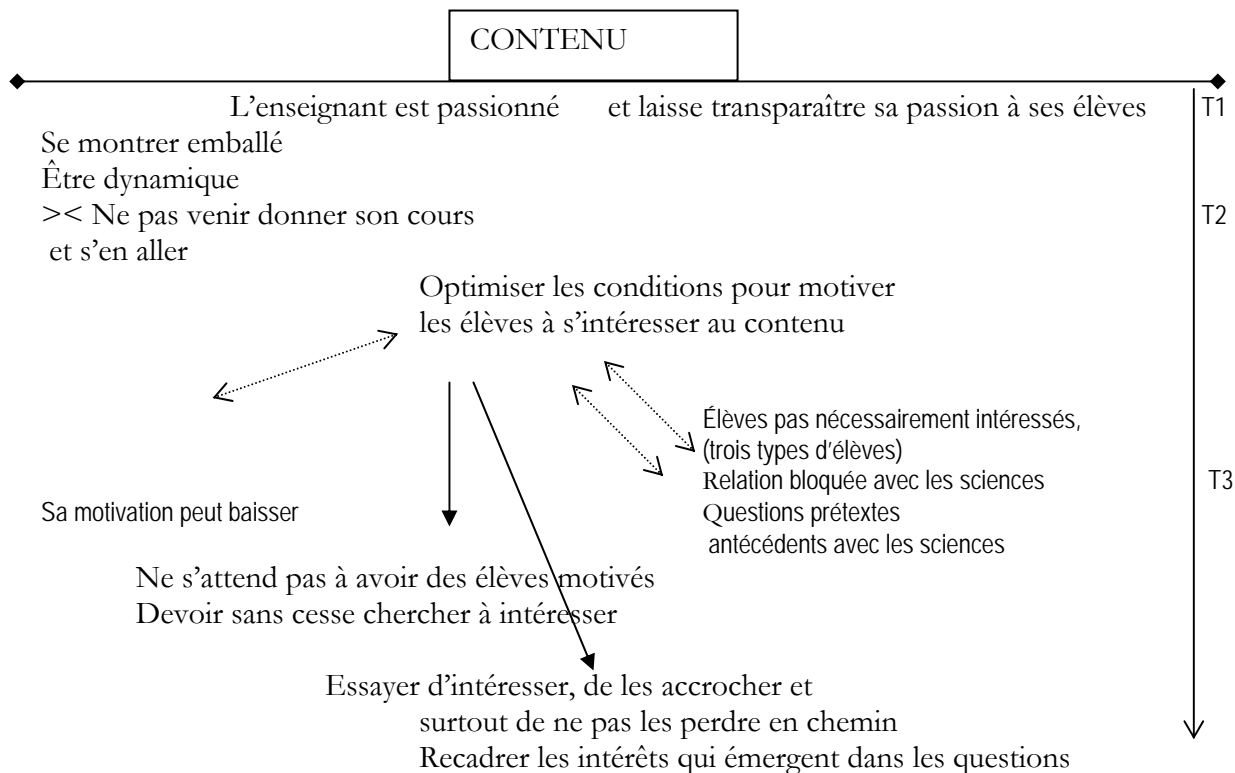 CONTENU
L'enseignant est passionné et laisse transparaître sa passion à ses élèves
T1
Se montrer emballé
Être dynamique
>< Ne pas venir donner son cours
T2
et s'en aller
Optimiser les conditions pour motiver
les élèves à s'intéresser au contenu
Élèves pas nécessairement intéressés,
(trois types d'élèves)
Relation bloquée avec les sciences
T3
Questions prétextes
antécédents avec les sciences
Sa motivation peut baisser
Ne s'attend pas à avoir des élèves motivés
Devoir sans cesse chercher à intéresser
Essayer d'intéresser, de les accrocher et
surtout de ne pas les perdre en chemin
Recadrer les intérêts qui émergent dans les questions